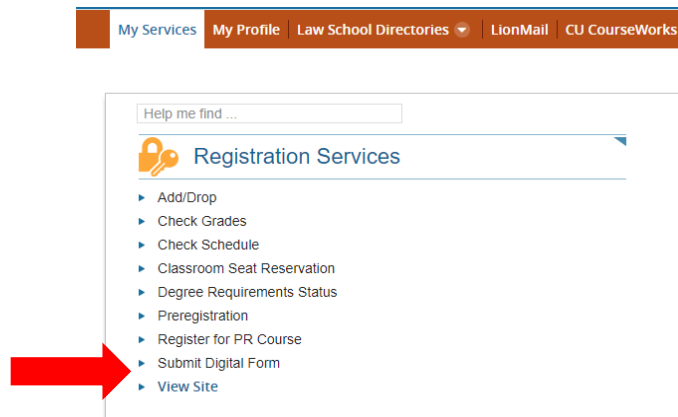 My Services My Profile Law School Directories LionMail CU CourseWorks
Help me find ...
Registration Services
Add/Drop
Check Grades
Check Schedule
Classroom Seat Reservation
Degree Requirements Status
Preregistration
Register for PR Course
Submit Digital Form
View Site